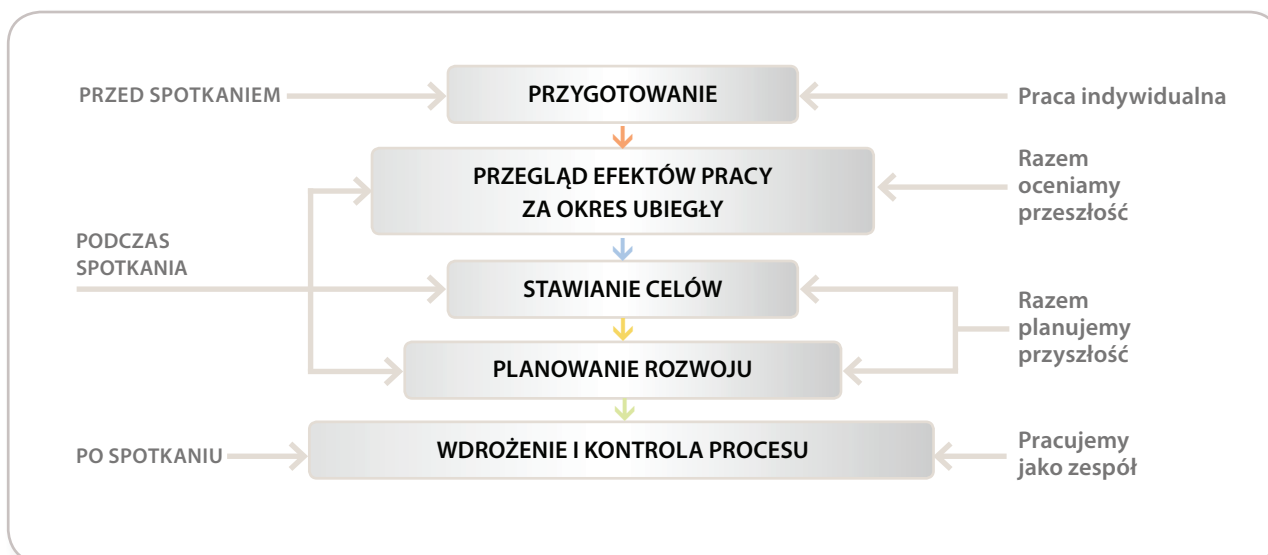 PRZED SPOTKANIEM
PRZYGOTOWANIE
Praca indywidualna
PRZEGLĄD EFEKTÓW PRACY
ZA OKRES UBIEGŁY
Razem
oceniamy
przeszłość
PODCZAS
SPOTKANIA
STAWIANIE CELÓW
Razem
planujemy
przyszłość
PLANOWANIE ROZWOJU
PO SPOTKANIU
WDROŻENIE I KONTROLA PROCESU
Pracujemy
jako zespół